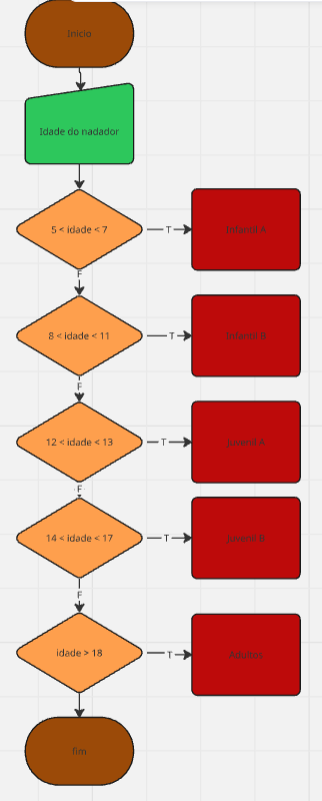 Início
Idade do nadador
5 < idade < 7
T
Infantil A
F
8 < idade < 11
T
Infantil B
F
12 < idade < 13
T
Juvenil A
F
14 < idade < 17
T
Juvenil B
F
idade > 18
T
Adultos
fim